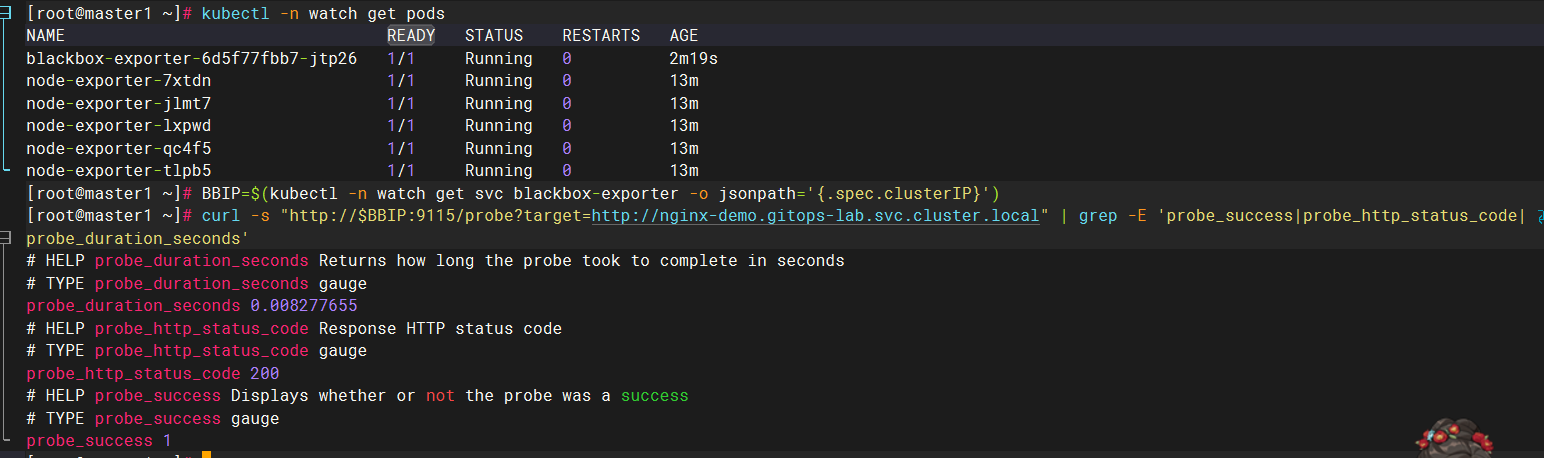 [root@master1 ~]# kubectl -n watch get pods
NAME READY STATUS RESTARTS AGE
blackbox-exporter-6d5f77fbb7-jtp26 1/1 Running 0 2m19s
node-exporter-7xtdn 1/1 Running 0 13m
node-exporter-jlmt7 1/1 Running 0 13m
node-exporter-lxpwd 1/1 Running 0 13m
node-exporter-qc4f5 1/1 Running 0 13m
node-exporter-tlpb5 1/1 Running 0 13m
[root@master1 ~]# BBIP=$(kubectl -n watch get svc blackbox-exporter -o jsonpath='{.spec.clusterIP}')
[root@master1 ~]# curl -s "http://$BBIP:9115/probe?target=http://nginx-demo.gitops-lab.svc.cluster.local" | grep -E 'probe_success|probe_http_status_code|
probe_duration_seconds'
# HELP probe_duration_seconds Returns how long the probe took to complete in seconds
# TYPE probe_duration_seconds gauge
probe_duration_seconds 0.008277655
# HELP probe_http_status_code Response HTTP status code
# TYPE probe_http_status_code gauge
probe_http_status_code 200
# HELP probe_success Displays whether or not the probe was a success
# TYPE probe_success gauge
probe_success 1